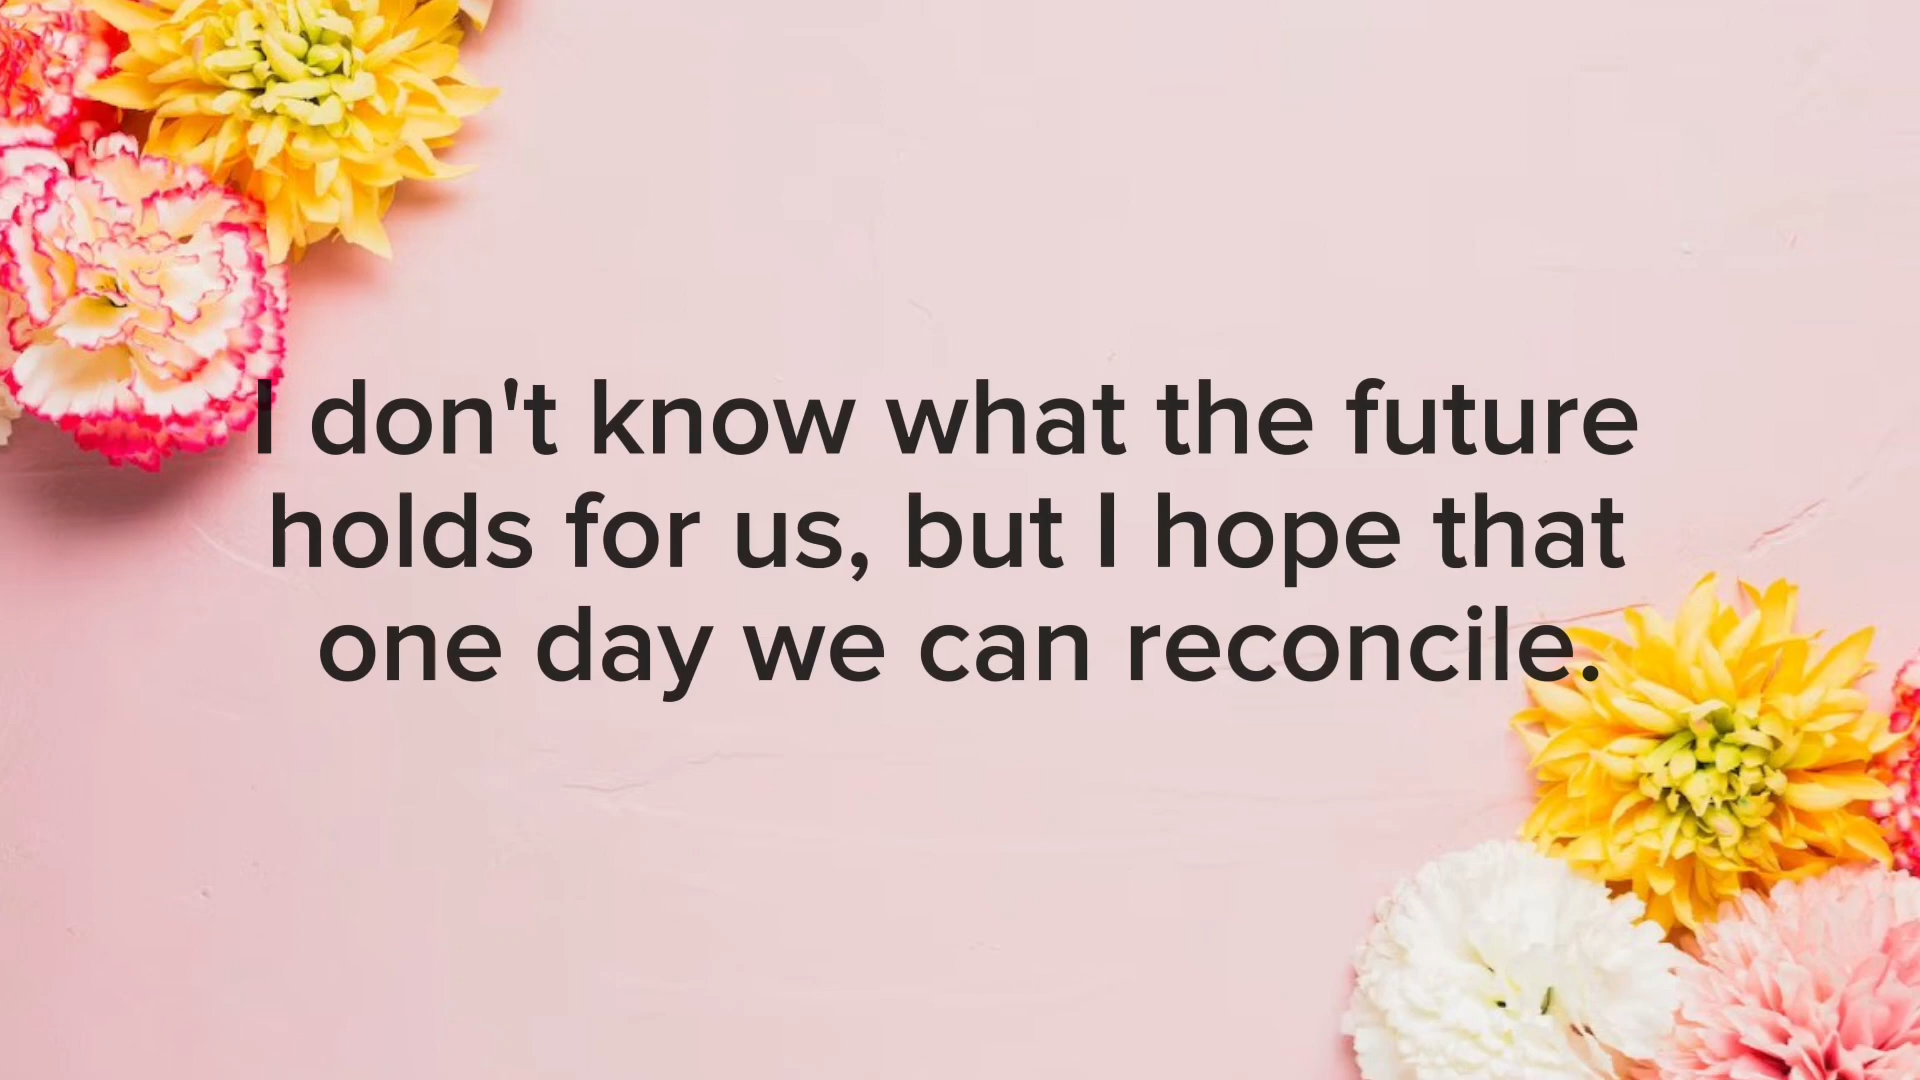 I don't know what the future
holds for us, but I hope that
one day we can reconcile.